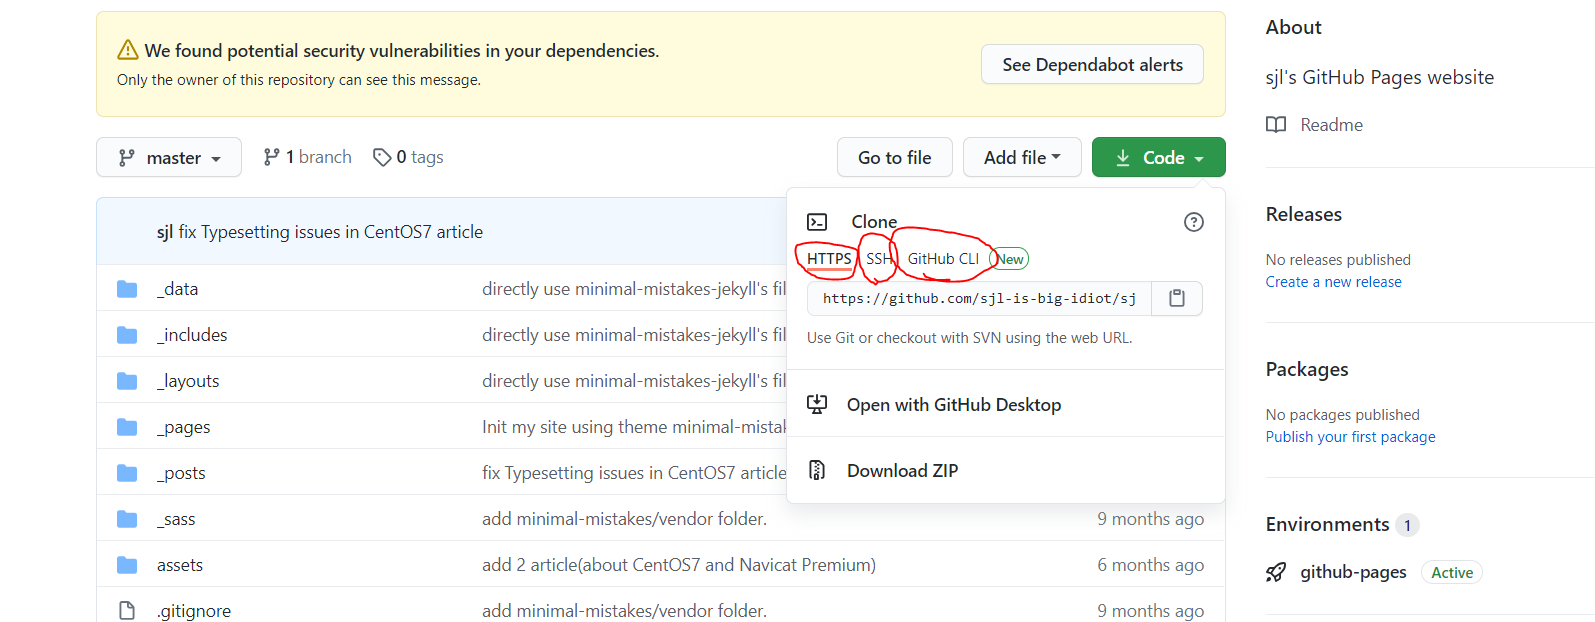 We found potential security vulnerabilities in your dependencies.
Only the owner of this repository can see this message.
See Dependabot alerts
master
1 branch
0 tags
Go to file
Add file
Code
sjl fix Typesetting issues in CentOS7 article
_data
directly use minimal-mistakes-jekyll's fil
_includes
directly use minimal-mistakes-jekyll's fil
_layouts
directly use minimal-mistakes-jekyll's fil
_pages
Init my site using theme minimal-mistak
_posts
fix Typesetting issues in CentOS7 article
_sass
add minimal-mistakes/vendor folder.
9 months ago
assets
add 2 article(about CentOS7 and Navicat Premium)
6 months ago
.gitignore
add minimal-mistakes/vendor folder.
9 months ago
Clone
HTTPS
SSH
GitHub CLI
New
https://github.com/sjl-is-big-idiot/sj
Use Git or checkout with SVN using the web URL.
Open with GitHub Desktop
Download ZIP
About
sjl's GitHub Pages website
Readme
Releases
No releases published
Create a new release
Packages
No packages published
Publish your first package
Environments 1
github-pages
Active